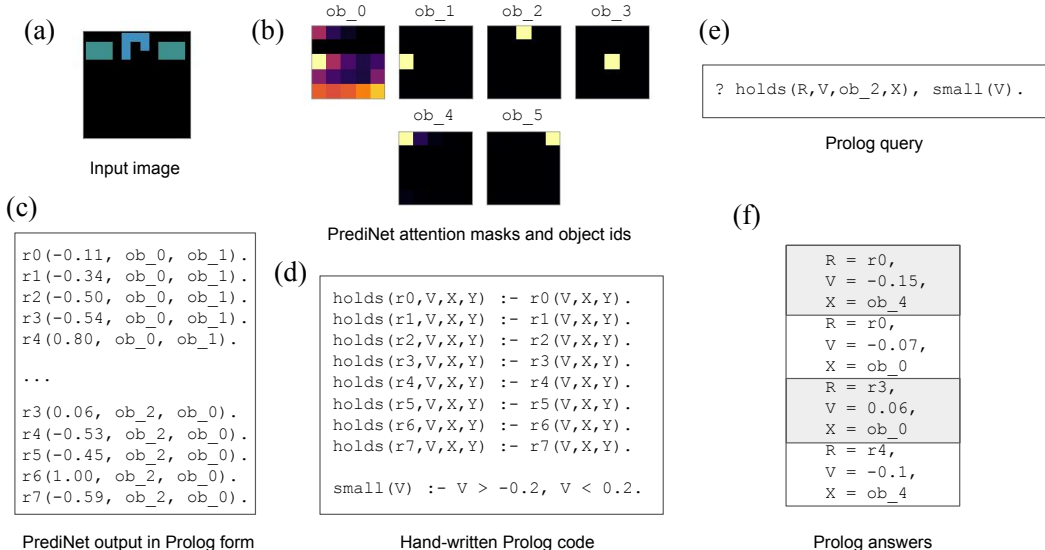 (a)
Input image
(b)
ob_0
ob_1
ob_2
ob_3
ob_4
ob_5
PrediNet attention masks and object ids
(c)
r0(-0.11, ob_0, ob_1).
r1(-0.34, ob_0, ob_1).
r2(-0.50, ob_0, ob_1).
r3(-0.54, ob_0, ob_1).
r4(0.80, ob_0, ob_1).
...
r3(0.06, ob_2, ob_0).
r4(-0.53, ob_2, ob_0).
r5(-0.45, ob_2, ob_0).
r6(1.00, ob_2, ob_0).
r7(-0.59, ob_2, ob_0).
PrediNet output in Prolog form
(d)
holds(r0,V,X,Y) :- r0(V,X,Y).
holds(r1,V,X,Y) :- r1(V,X,Y).
holds(r2,V,X,Y) :- r2(V,X,Y).
holds(r3,V,X,Y) :- r3(V,X,Y).
holds(r4,V,X,Y) :- r4(V,X,Y).
holds(r5,V,X,Y) :- r5(V,X,Y).
holds(r6,V,X,Y) :- r6(V,X,Y).
holds(r7,V,X,Y) :- r7(V,X,Y).
small(V) :- V > -0.2, V < 0.2.
Hand-written Prolog code
(e)
? holds(R,V,ob_2,X), small(V).
Prolog query
(f)
R = r0,
V = -0.15,
X = ob_4
R = r0,
V = -0.07,
X = ob_0
R = r3,
V = 0.06,
X = ob_0
R = r4,
V = -0.1,
X = ob_4
Prolog answers